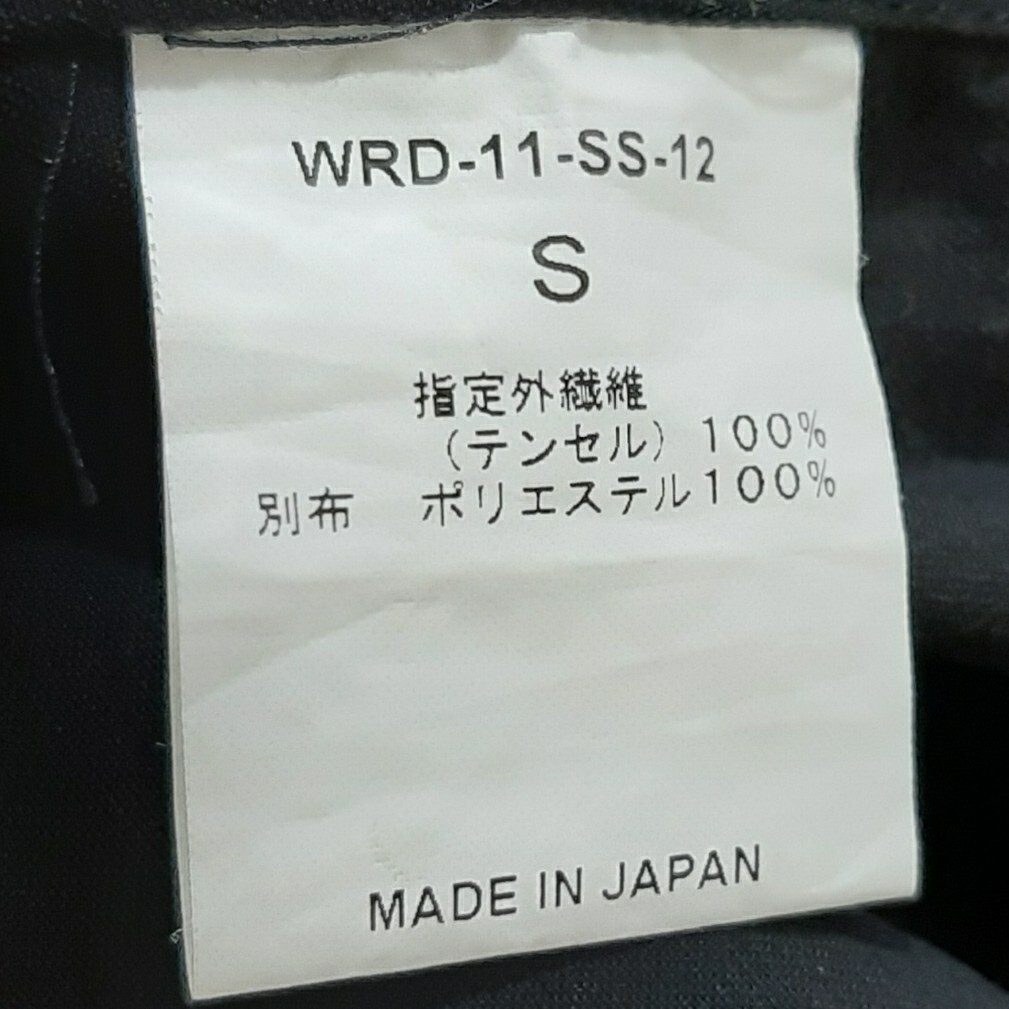 WRD-11-SS-12
S
指定外繊維
（テンセル）１００％
別布　ポリエステル１００％
MADE IN JAPAN